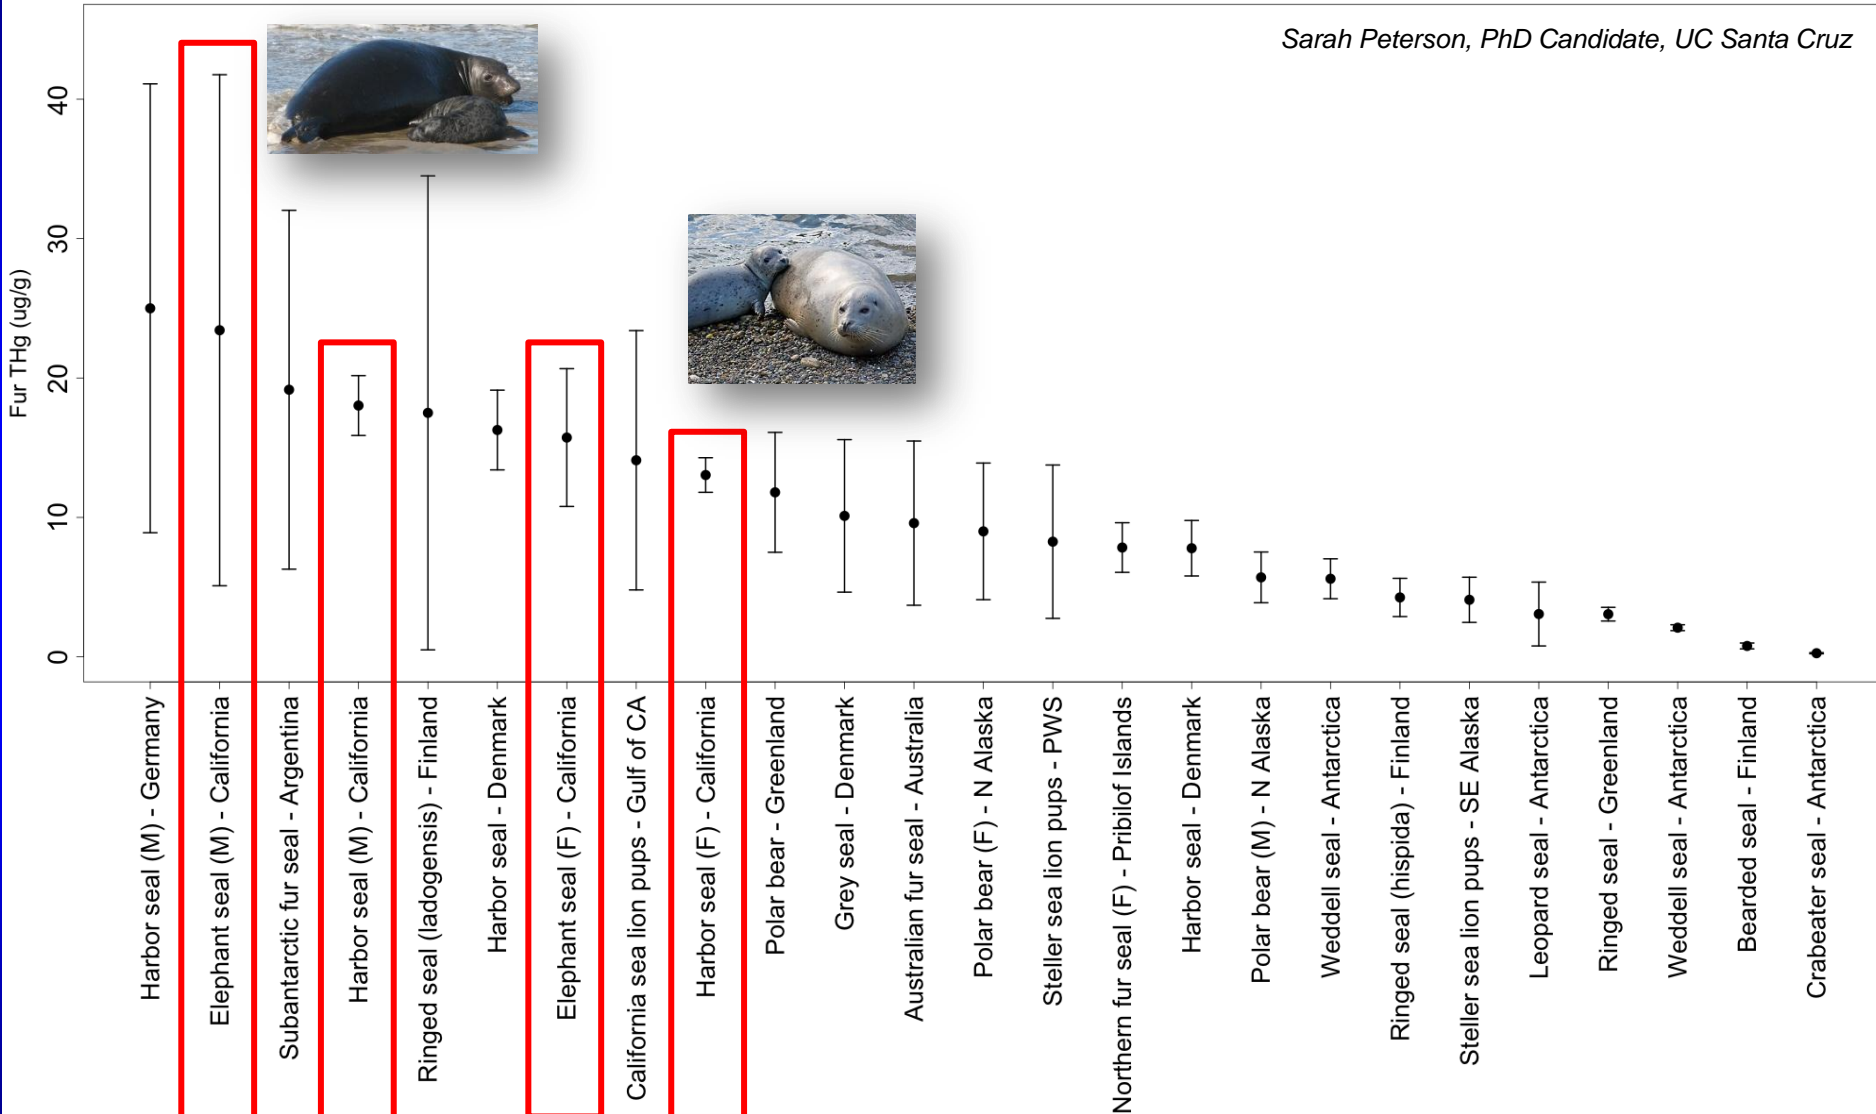 Sarah Peterson, PhD Candidate, UC Santa Cruz
Fur THg (ug/g)
40
30
20
10
0
Harbor seal (M) - Germany
Elephant seal (M) - California
Subantarctic fur seal - Argentina
Harbor seal (M) - California
Ringed seal (ladogensis) - Finland
Harbor seal - Denmark
Elephant seal (F) - California
California sea lion pups - Gulf of CA
Harbor seal (F) - California
Polar bear - Greenland
Grey seal - Denmark
Australian fur seal - Australia
Polar bear (F) - N Alaska
Steller sea lion pups - PWS
Northern fur seal (F) - Pribilof Islands
Harbor seal - Denmark
Polar bear (M) - N Alaska
Weddell seal - Antarctica
Ringed seal (hispida) - Finland
Steller sea lion pups - SE Alaska
Leopard seal - Antarctica
Ringed seal - Greenland
Weddell seal - Antarctica
Bearded seal - Finland
Crabeater seal - Antarctica